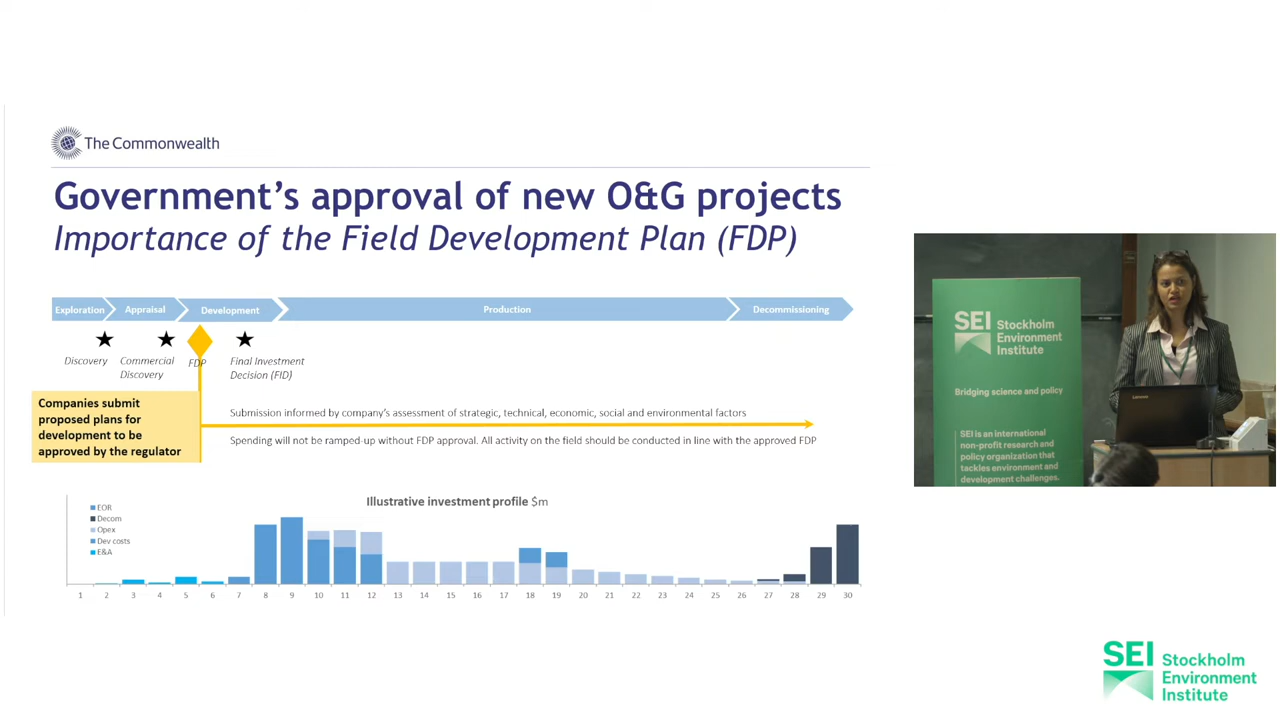 The Commonwealth
Government's approval of new O&G projects
Importance of the Field Development Plan (FDP)
Exploration
Appraisal
Development
Production
Decommissioning
Discovery
Commercial
Discovery
FDP
Final Investment
Decision (FID)
Companies submit
proposed plans for
development to be
approved by the regulator
Submission informed by company's assessment of strategic, technical, economic, social and environmental factors
Spending will not be ramped-up without FDP approval. All activity on the field should be conducted in line with the approved FDP
Illustrative investment profile $m
EOR
Decom
Opex
Dev costs
E&A
1 2 3 4 5 6 7 8 9 10 11 12 13 14 15 16 17 18 19 20 21 22 23 24 25 26 27 28 29 30
SEI Stockholm
Environment
Institute
Bridging science and policy
SEI is an international
non-profit research and
policy organization that
tackles environment and
development challenges.
Lenovo
SEI Stockholm
Environment
Institute